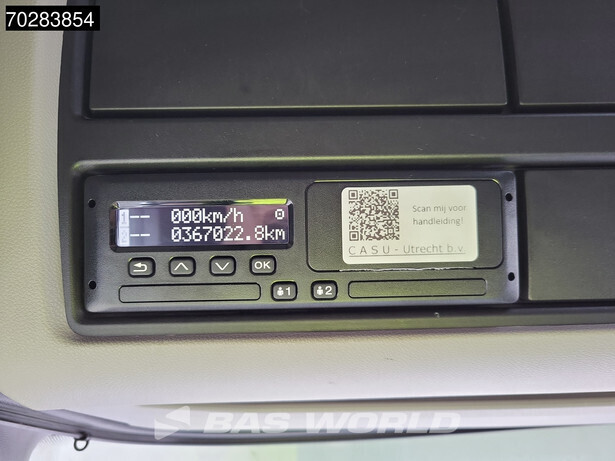 70283854
1 -- 000km/h
2 -- 0367022.8km
Scan mij voor
handleiding!
CASU - Utrecht b.v.
OK
1 2
BAS WORLD